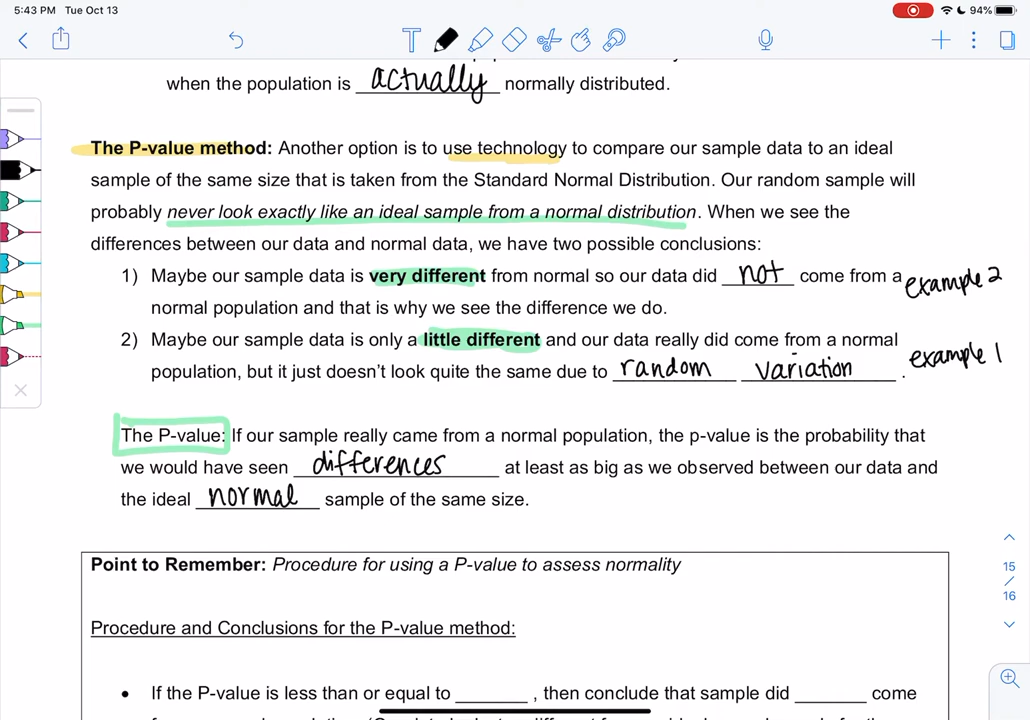 5:43 PM Tue Oct 13
94%
T
when the population is actually normally distributed.
The P-value method: Another option is to use technology to compare our sample data to an ideal
sample of the same size that is taken from the Standard Normal Distribution. Our random sample will
probably never look exactly like an ideal sample from a normal distribution. When we see the
differences between our data and normal data, we have two possible conclusions:
1) Maybe our sample data is very different from normal so our data did not come from a example 2
normal population and that is why we see the difference we do.
2) Maybe our sample data is only a little different and our data really did come from a normal
population, but it just doesn't look quite the same due to random variation. example 1
The P-value: If our sample really came from a normal population, the p-value is the probability that
we would have seen differences at least as big as we observed between our data and
the ideal normal sample of the same size.
Point to Remember: Procedure for using a P-value to assess normality
15
/
16
Procedure and Conclusions for the P-value method:
• If the P-value is less than or equal to ________ , then conclude that sample did ________ come